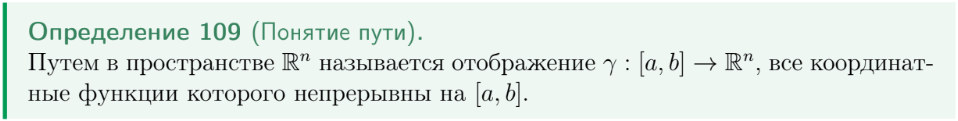 Определение 109 (Понятие пути).
Путем в пространстве ℝⁿ называется отображение γ : [a, b] → ℝⁿ, все координат-
ные функции которого непрерывны на [a, b].